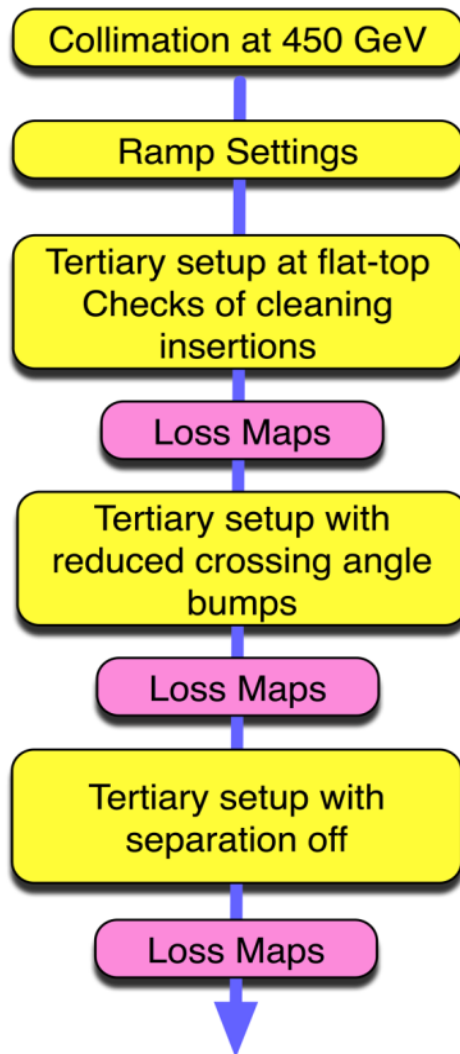 Collimation at 450 GeV
Ramp Settings
Tertiary setup at flat-top
Checks of cleaning
insertions
Loss Maps
Tertiary setup with
reduced crossing angle
bumps
Loss Maps
Tertiary setup with
separation off
Loss Maps